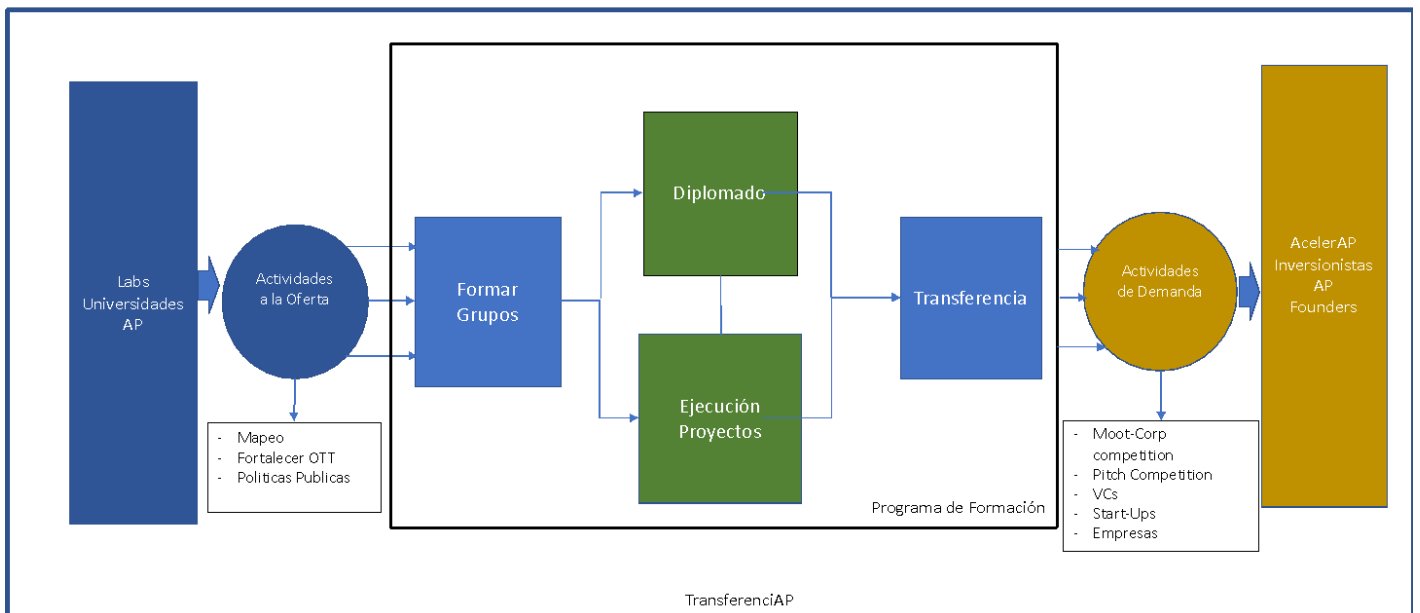 Labs
Universidades
AP
Actividades
a la Oferta
- Mapeo
- Fortalecer OTT
- Politicas Publicas
Formar
Grupos
Diplomado
Ejecución
Proyectos
Transferencia
Programa de Formación
Actividades
de Demanda
- Moot-Corp
competition
- Pitch Competition
- VCs
- Start-Ups
- Empresas
AcelerAP
Inversionistas
AP
Founders
TransferenciAP